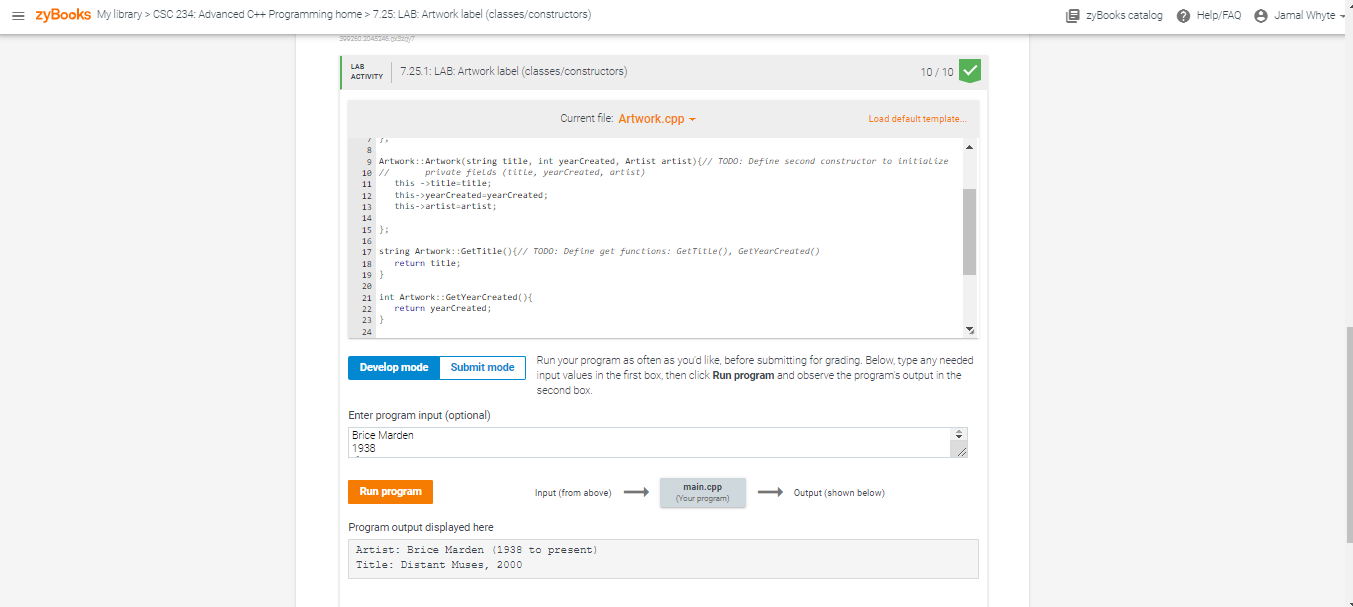 zyBooks My library > CSC 234: Advanced C++ Programming home > 7.25: LAB: Artwork label (classes/constructors)
zyBooks catalog
Help/FAQ
Jamal Whyte
LAB ACTIVITY
7.25.1: LAB: Artwork label (classes/constructors)
10 / 10
Current file: Artwork.cpp
Load default template...
7 };
8
9 Artwork::Artwork(string title, int yearCreated, Artist artist){// TODO: Define second constructor to initialize
10 //       private fields (title, yearCreated, artist)
11    this ->title=title;
12    this->yearCreated=yearCreated;
13    this->artist=artist;
14
15 };
16
17 string Artwork::GetTitle(){// TODO: Define get functions: GetTitle(), GetYearCreated()
18    return title;
19 }
20
21 int Artwork::GetYearCreated(){
22    return yearCreated;
23 }
24
Develop mode
Submit mode
Run your program as often as you'd like, before submitting for grading. Below, type any needed
input values in the first box, then click Run program and observe the program's output in the
second box.
Enter program input (optional)
Brice Marden
1938
Run program
Input (from above)
main.cpp
(Your program)
Output (shown below)
Program output displayed here
Artist: Brice Marden (1938 to present)
Title: Distant Muses, 2000